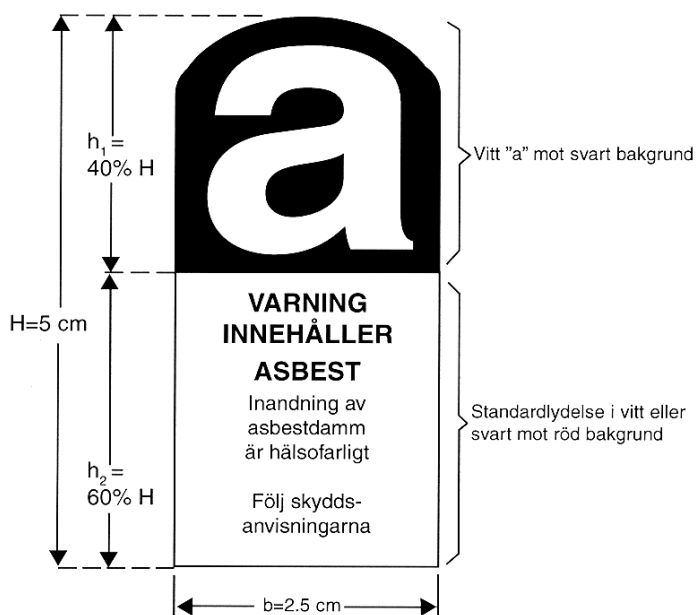 a
h1 =
40% H
Vitt "a" mot svart bakgrund
H=5 cm
VARNING
INNEHÅLLER
ASBEST
Inandning av
asbestdamm
är hälsofarligt
Följ skydds-
anvisningarna
Standardlydelse i vitt eller
svart mot röd bakgrund
h2 =
60% H
b=2.5 cm